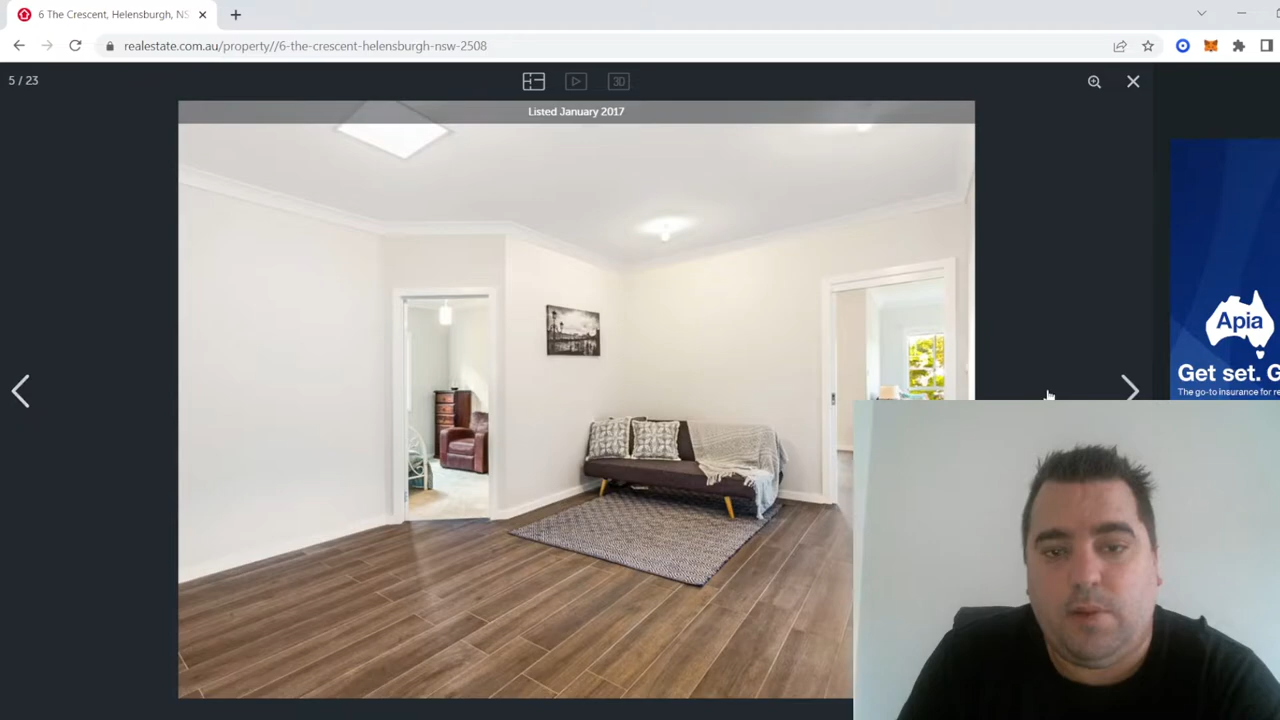 6 The Crescent, Helensburgh, NS
realestate.com.au/property//6-the-crescent-helensburgh-nsw-2508
5 / 23
3D
Listed January 2017
Apia
Get set. G
The go-to insurance for re